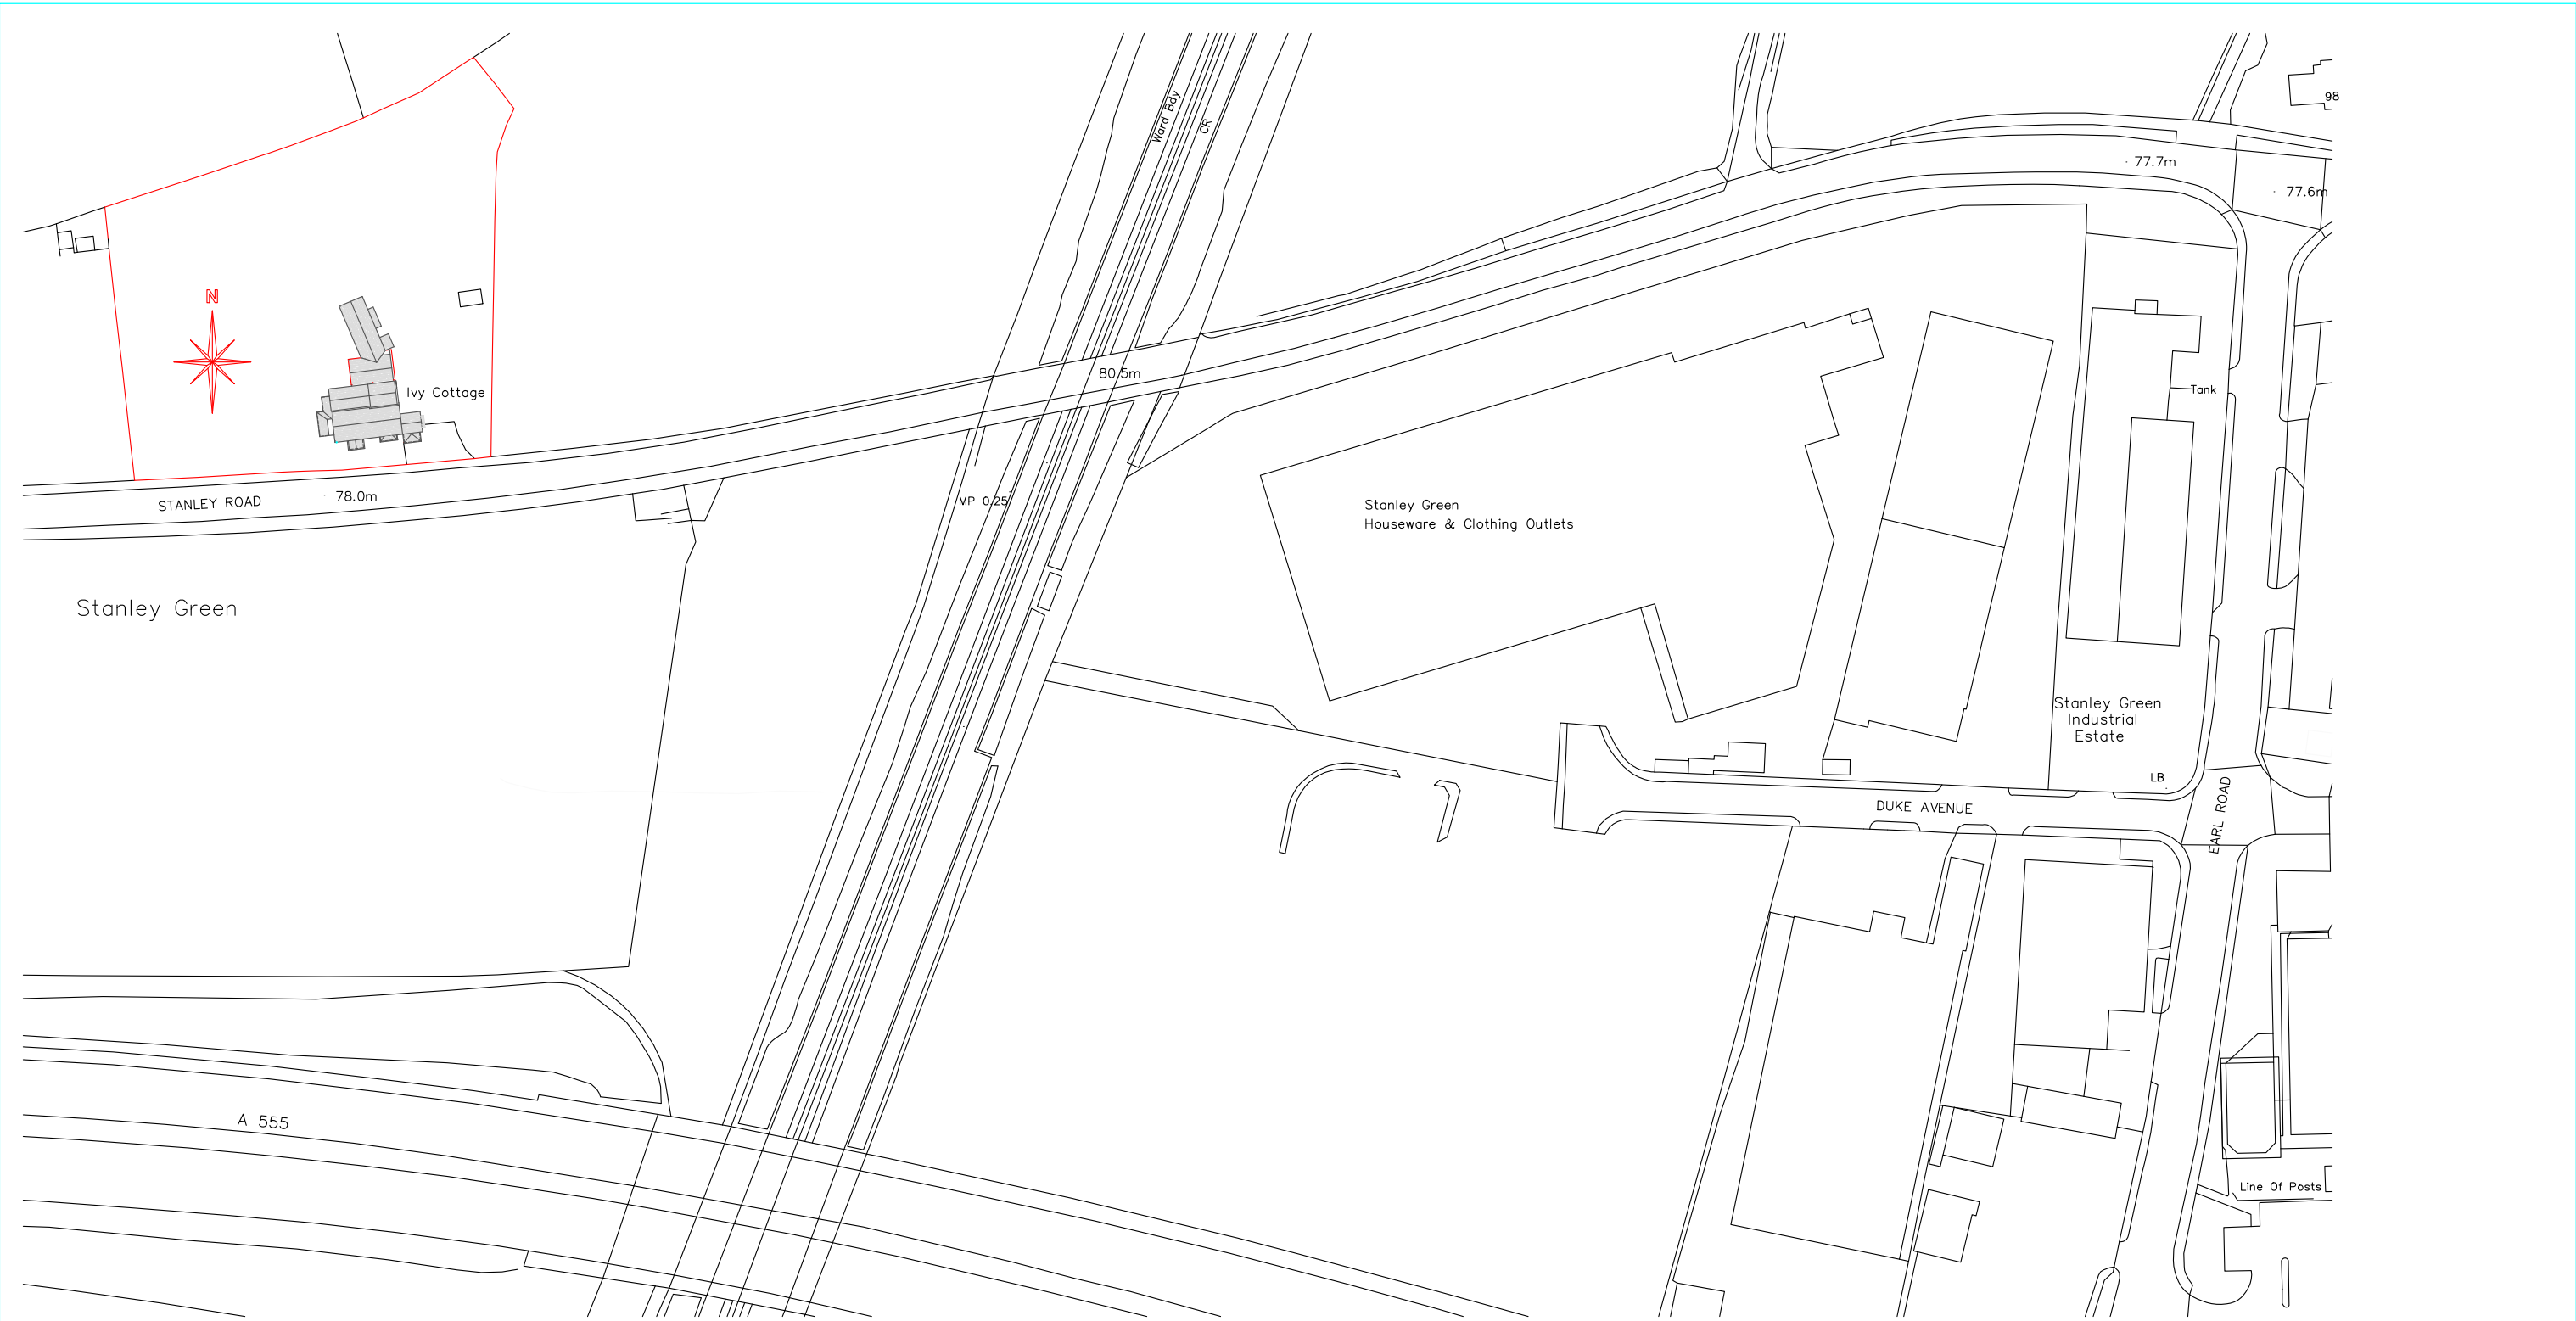 Ward Bdy
CR
98
77.7m
77.6m
N
80.5m
Ivy Cottage
Tank
STANLEY ROAD
78.0m
MP 0.25
Stanley Green
Houseware & Clothing Outlets
Stanley Green
Stanley Green
Industrial
Estate
LB
DUKE AVENUE
EARL ROAD
A 555
Line Of Posts